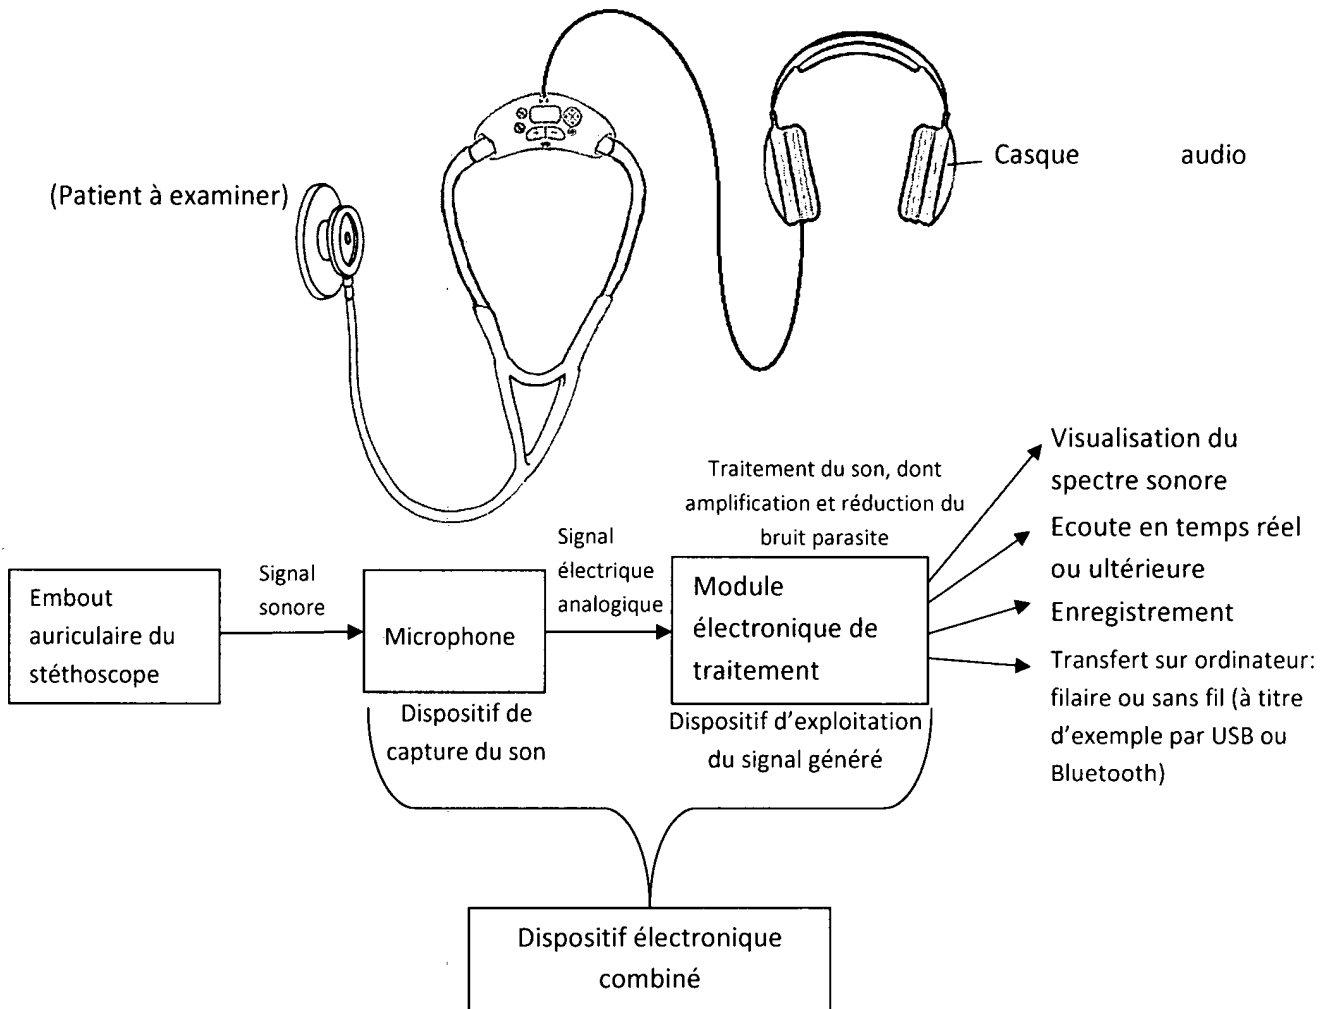 (Patient à examiner)
Casque audio
Traitement du son, dont
amplification et réduction du
bruit parasite
Embout
auriculaire du
stéthoscope
Signal
sonore
Microphone
Signal
électrique
analogique
Module
électronique de
traitement
Visualisation du
spectre sonore
Ecoute en temps réel
ou ultérieure
Enregistrement
Transfert sur ordinateur:
filaire ou sans fil (à titre
d'exemple par USB ou
Bluetooth)
Dispositif de
capture du son
Dispositif d'exploitation
du signal généré
Dispositif électronique
combiné